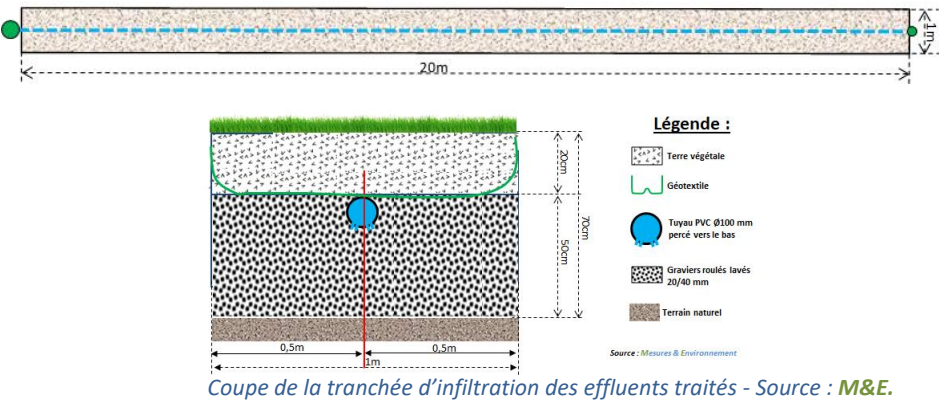 1m
20m
Légende :
20cm
Terre végétale
Géotextile
70cm
50cm
Tuyau PVC Ø100 mm
percé vers le bas
Graviers roulés lavés
20/40 mm
Terrain naturel
0,5m
0,5m
1m
Source : Mesures & Environnement
Coupe de la tranchée d’infiltration des effluents traités - Source : M&E.